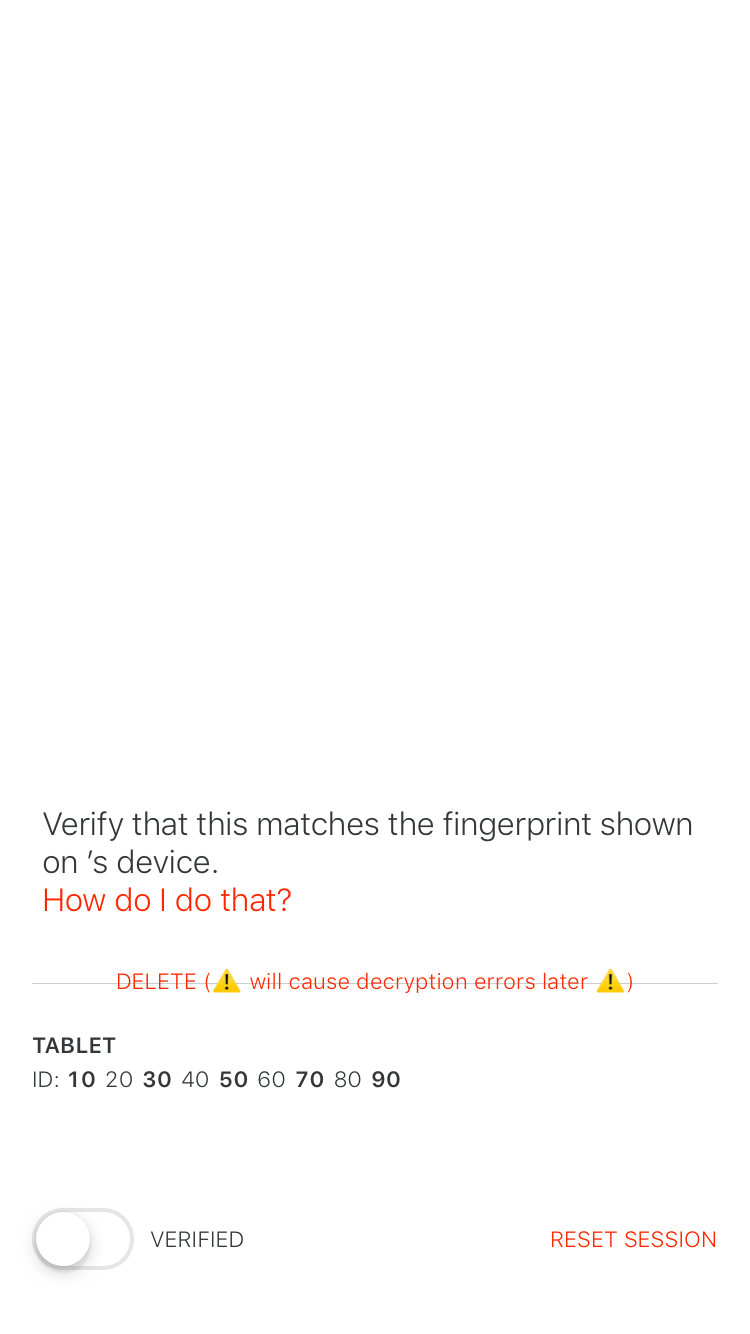 Verify that this matches the fingerprint shown
on ’s device.
How do I do that?
DELETE (⚠️ will cause decryption errors later ⚠️)
TABLET
ID: 10 20 30 40 50 60 70 80 90
VERIFIED
RESET SESSION